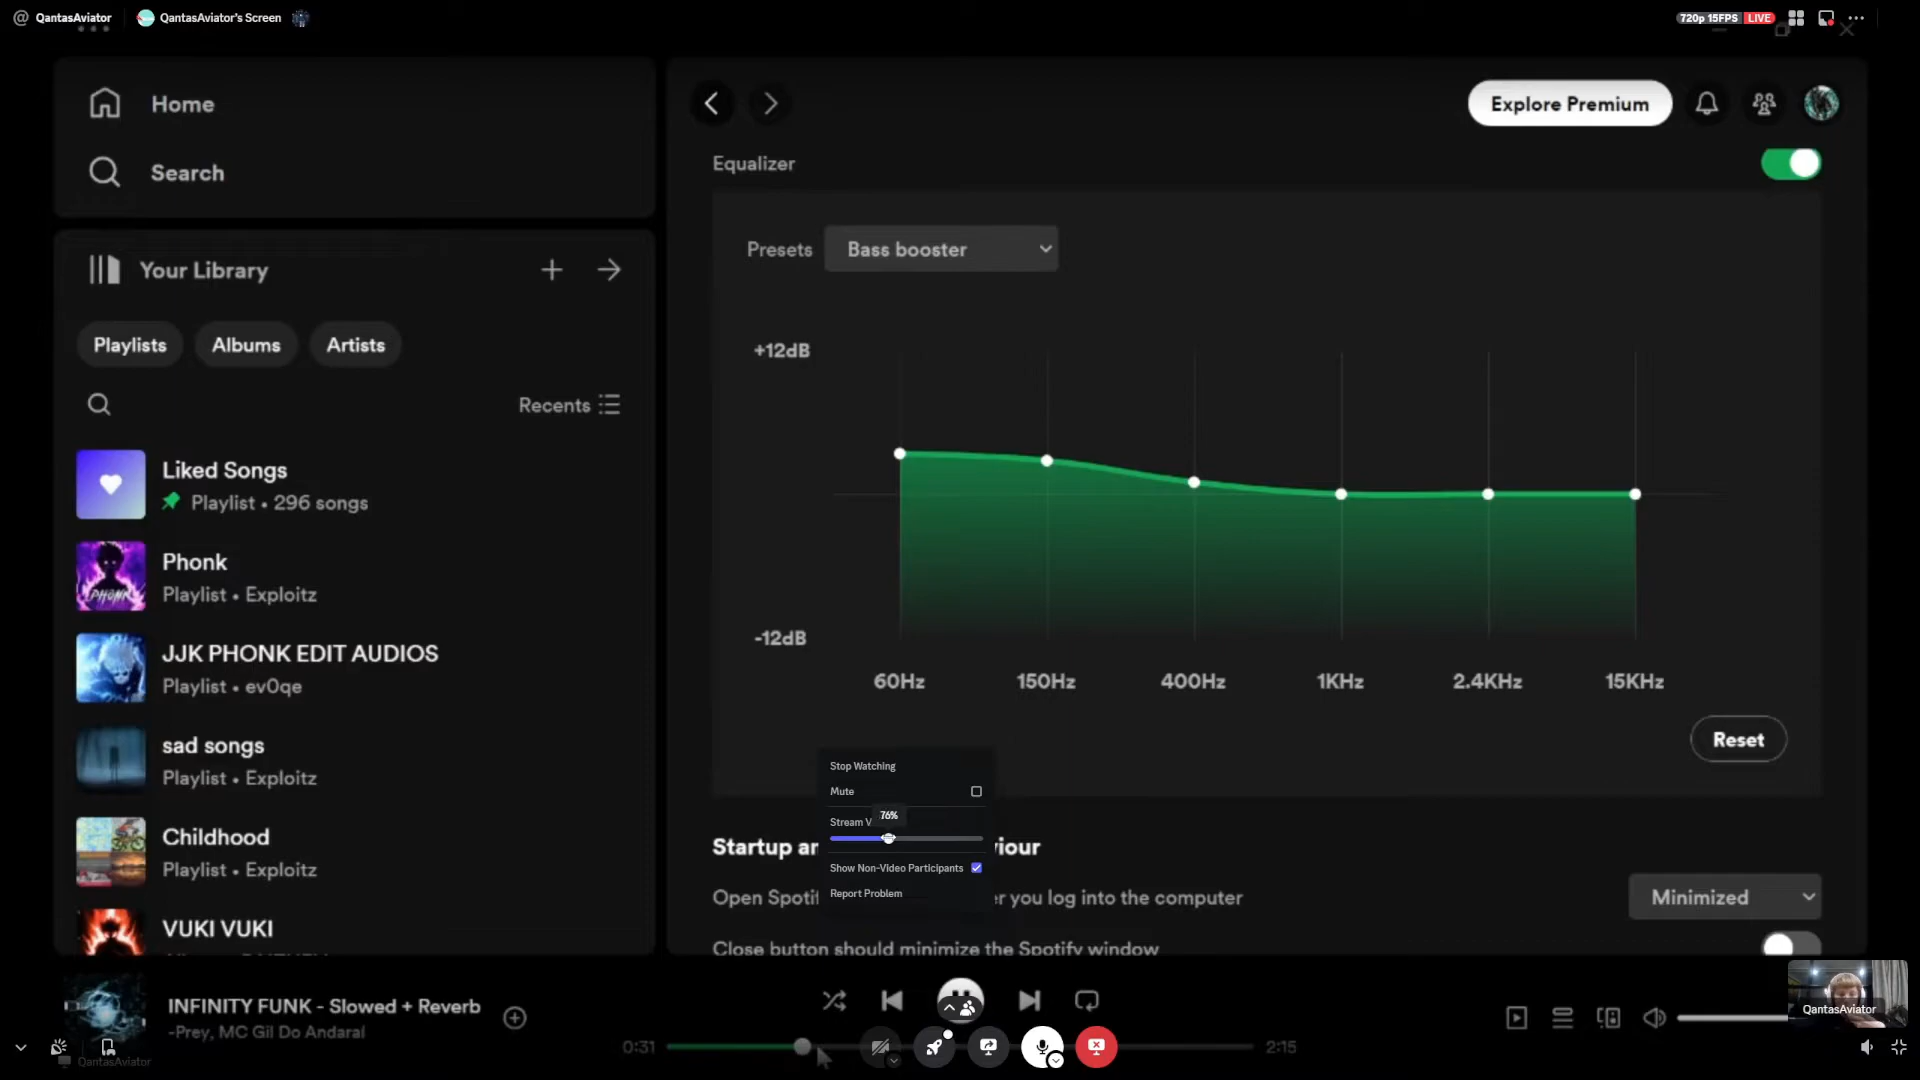 @ QantasAviator
QantasAviator's Screen
720p 15FPS LIVE
Home
Search
Your Library
Playlists
Albums
Artists
Recents
Liked Songs
Playlist • 296 songs
Phonk
Playlist • Exploitz
JJK PHONK EDIT AUDIOS
Playlist • ev0qe
sad songs
Playlist • Exploitz
Childhood
Playlist • Exploitz
VUKI VUKI
Explore Premium
Equalizer
Presets
Bass booster
+12dB
-12dB
60Hz
150Hz
400Hz
1KHz
2.4KHz
15KHz
Reset
Stop Watching
Mute
76%
Stream V
Show Non-Video Participants
Report Problem
Startup an
iour
Open Spotif
r you log into the computer
Minimized
Close button should minimize the Spotify window
INFINITY FUNK - Slowed + Reverb
-Prey, MC Gil Do Andaral
QantasAviator
0:31
2:15
QantasAviator